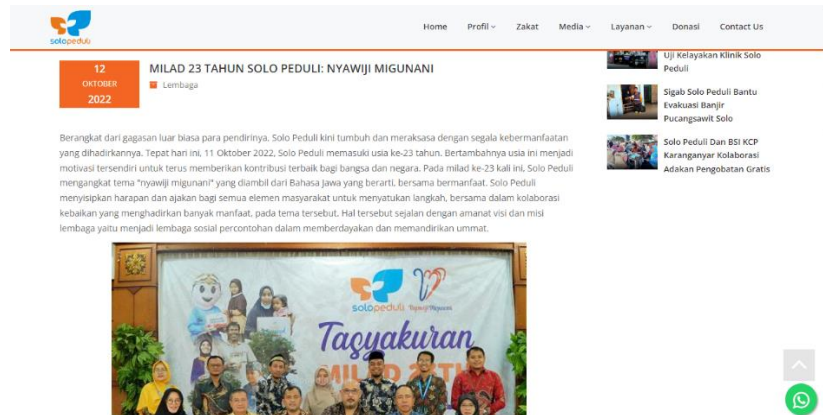 solopeduli
Home Profil Zakat Media Layanan Donasi Contact Us
12
OKTOBER
2022
MILAD 23 TAHUN SOLO PEDULI: NYAWIJI MIGUNANI
Lembaga
Berangkat dari gagasan luar biasa para pendirinya. Solo Peduli kini tumbuh dan meraksasa dengan segala kebermanfaatan
yang dihadirkannya. Tepat hari ini, 11 Oktober 2022, Solo Peduli memasuki usia ke-23 tahun. Bertambahnya usia ini menjadi
motivasi tersendiri untuk terus memberikan kontribusi terbaik bagi bangsa dan negara. Pada milad ke-23 kali ini, Solo Peduli
mengangkat tema "nyawiji migunani" yang diambil dari Bahasa Jawa yang berarti, bersama bermanfaat. Solo Peduli
menyisipkan harapan dan ajakan bagi semua elemen masyarakat untuk menyatukan langkah, bersama dalam kolaborasi
kebaikan yang menghadirkan banyak manfaat, pada tema tersebut. Hal tersebut sejalan dengan amanat visi dan misi
lembaga yaitu menjadi lembaga sosial percontohan dalam memberdayakan dan memandirikan ummat.
solopeduli
Nyawiji Migunani
Tasyakuran
MILAD 23TH
Uji Kelayakan Klinik Solo
Peduli
Sigab Solo Peduli Bantu
Evakuasi Banjir
Pucangsawit Solo
Solo Peduli Dan BSI KCP
Karanganyar Kolaborasi
Adakan Pengobatan Gratis